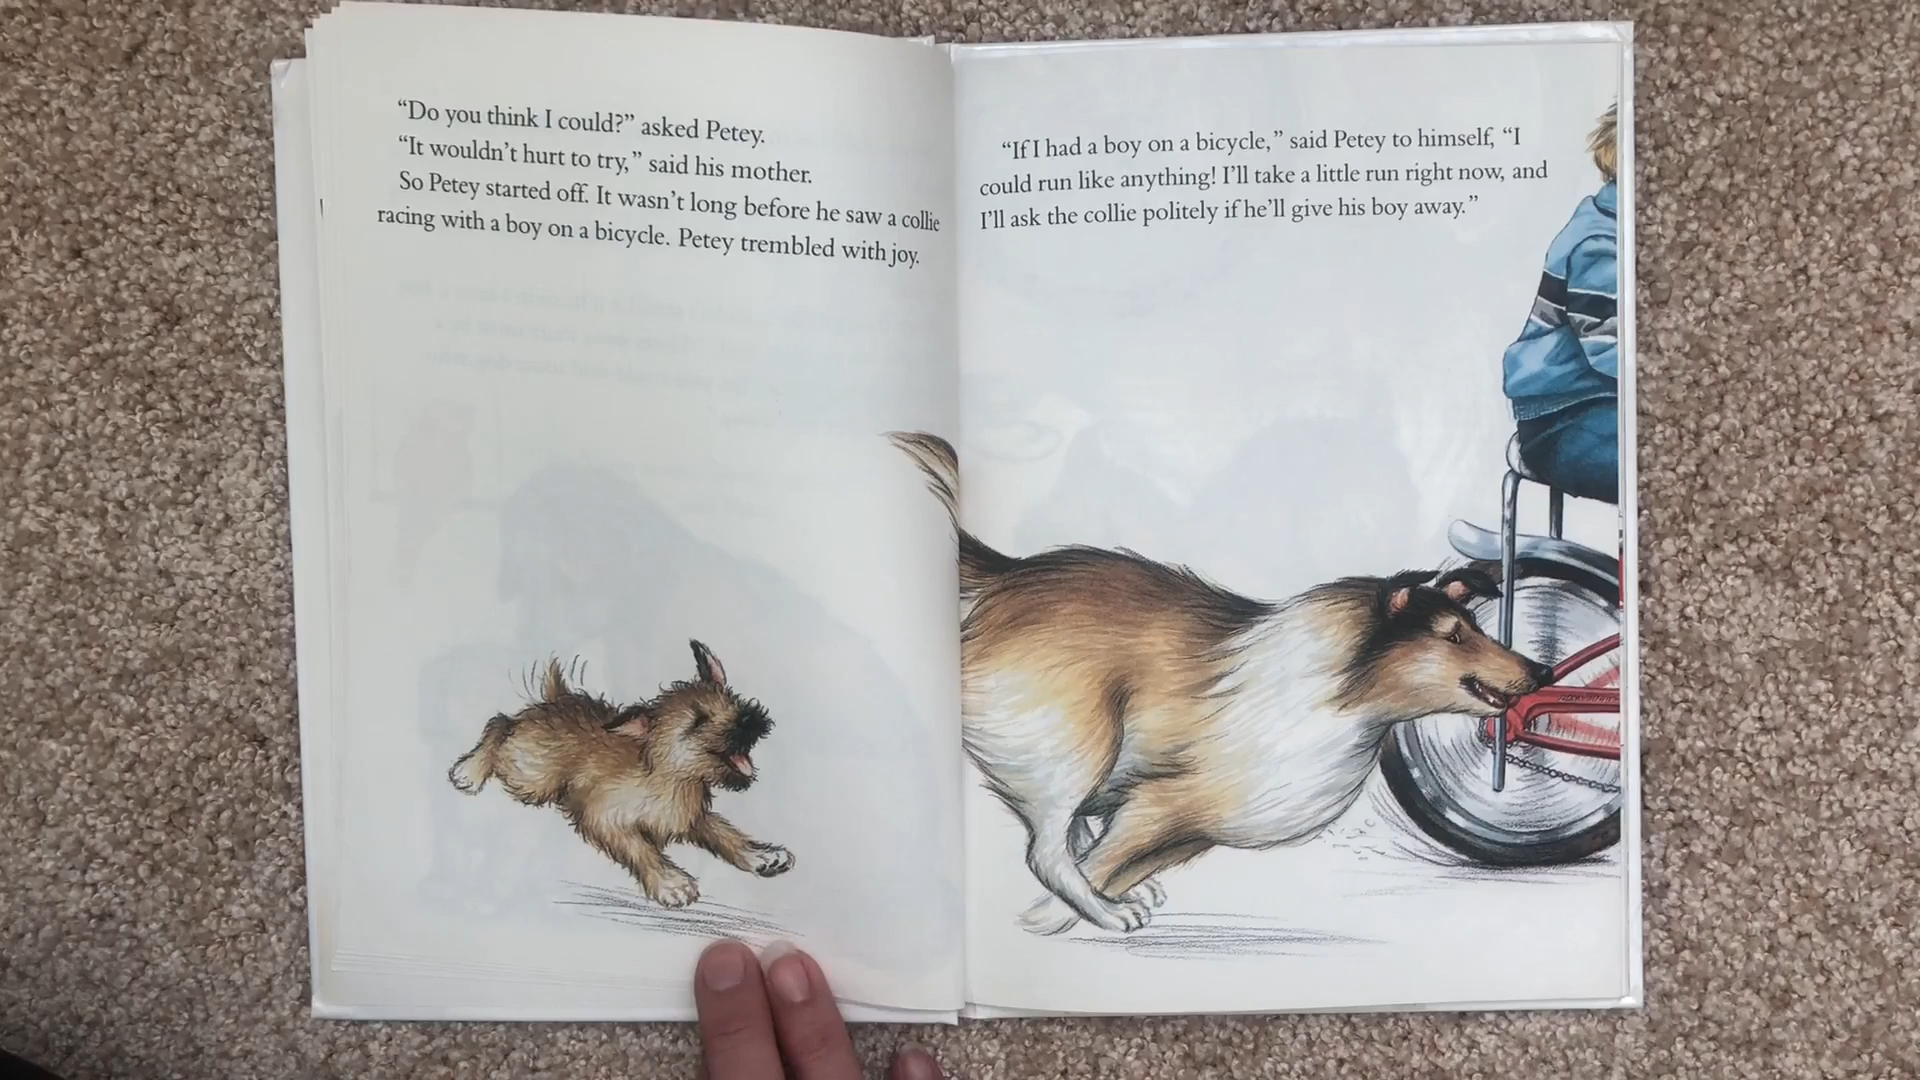 “Do you think I could?” asked Petey.
“It wouldn’t hurt to try,” said his mother.
So Petey started off. It wasn’t long before he saw a collie
racing with a boy on a bicycle. Petey trembled with joy.
“If I had a boy on a bicycle,” said Petey to himself, “I
could run like anything! I’ll take a little run right now, and
I’ll ask the collie politely if he’ll give his boy away.”